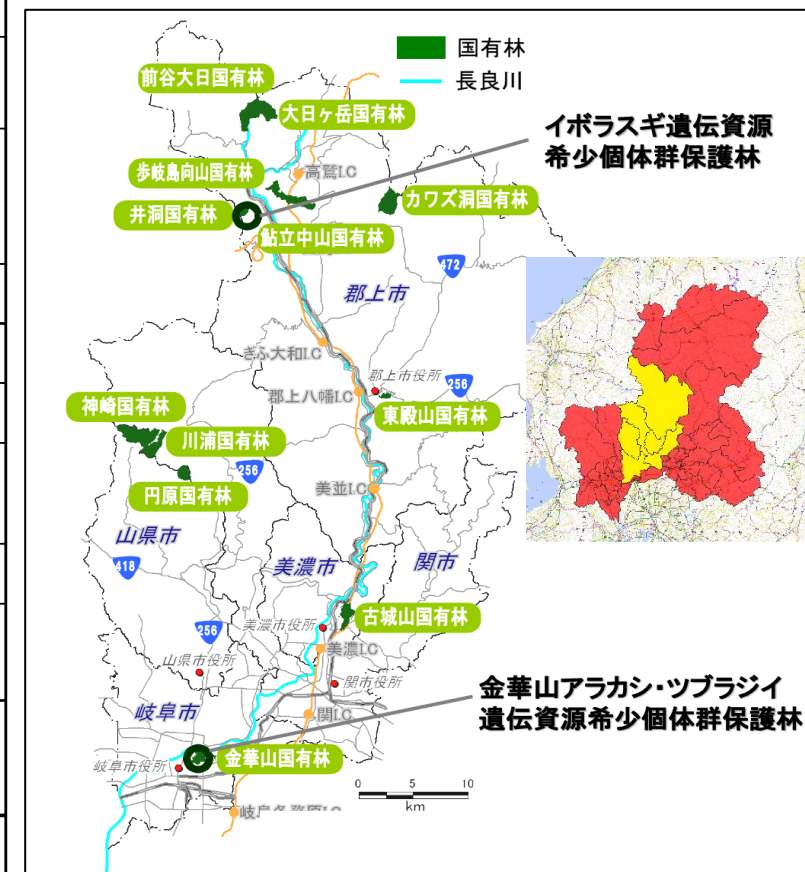 国有林
長良川
前谷大日国有林
大日ヶ岳国有林
イボラスギ遺伝資源
希少個体群保護林
歩岐島向山国有林
高鷲I.C
カワズ洞国有林
井洞国有林
鮎立中山国有林
472
郡上市
ぎふ大和I.C
郡上市役所
256
郡上八幡I.C
神崎国有林
東殿山国有林
川浦国有林
256
円原国有林
美並I.C
山県市
418
美濃市
関市
古城山国有林
256
美濃市役所
美濃I.C
山県市役所
関市役所
金華山アラカシ・ツブラジイ
遺伝資源希少個体群保護林
岐阜市
関I.C
岐阜市役所
金華山国有林
0 5 10
km
岐阜各務原I.C